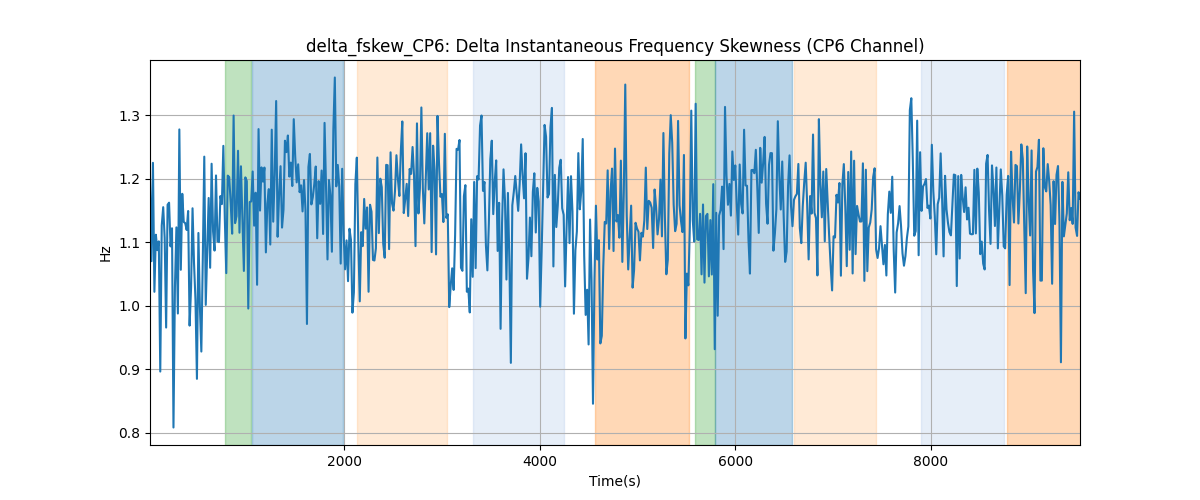 delta_fskew_CP6: Delta Instantaneous Frequency Skewness (CP6 Channel)
1.3
1.2
1.1
1.0
0.9
0.8
Hz
2000 4000 6000 8000
Time(s)